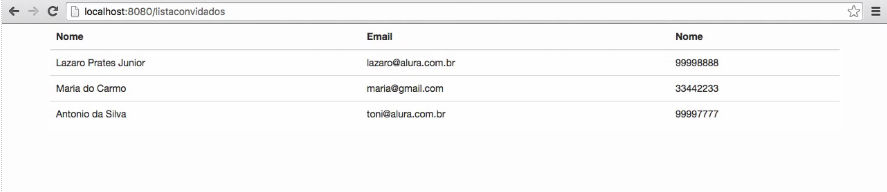 localhost:8080/listaconvidados
Nome Email Nome
Lazaro Prates Junior lazaro@alura.com.br 99998888
Maria do Carmo maria@gmail.com 33442233
Antonio da Silva toni@alura.com.br 99997777